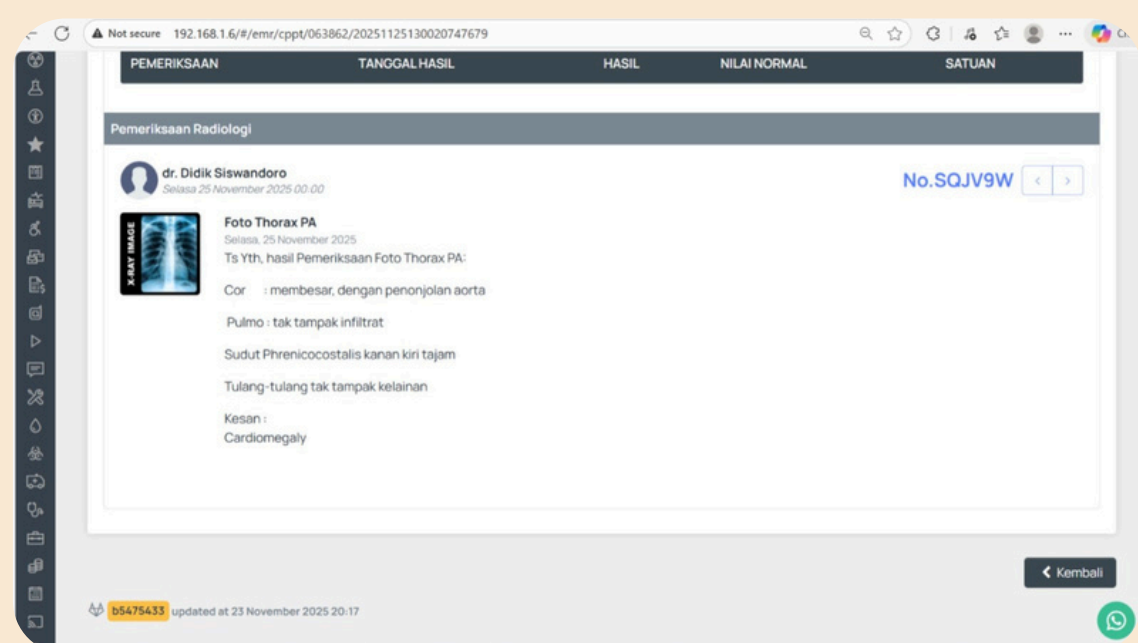 Not secure 192.168.1.6/#/emr/cppt/063862/20251125130020747679
PEMERIKSAAN TANGGAL HASIL HASIL NILAI NORMAL SATUAN
Pemeriksaan Radiologi
dr. Didik Siswandoro
Selasa 25 November 2025 00:00
No.SQJV9W
X-RAY IMAGE
Foto Thorax PA
Selasa, 25 November 2025
Ts Yth, hasil Pemeriksaan Foto Thorax PA:
Cor : membesar, dengan penonjolan aorta
Pulmo : tak tampak infiltrat
Sudut Phrenicocostalis kanan kiri tajam
Tulang-tulang tak tampak kelainan
Kesan :
Cardiomegaly
Kembali
b5475433 updated at 23 November 2025 20:17